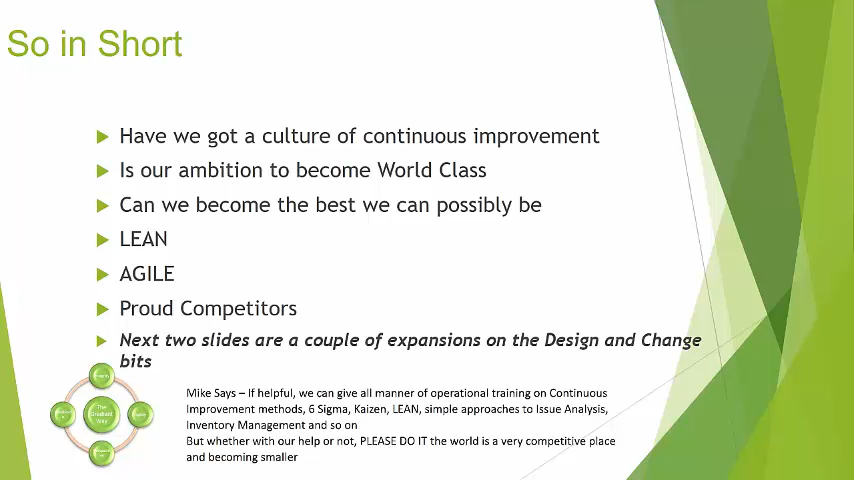 So in Short
Have we got a culture of continuous improvement
Is our ambition to become World Class
Can we become the best we can possibly be
LEAN
AGILE
Proud Competitors
Next two slides are a couple of expansions on the Design and Change
bits
The
Way
Mike Says – If helpful, we can give all manner of operational training on Continuous
Improvement methods, 6 Sigma, Kaizen, LEAN, simple approaches to Issue Analysis,
Inventory Management and so on
But whether with our help or not, PLEASE DO IT the world is a very competitive place
and becoming smaller